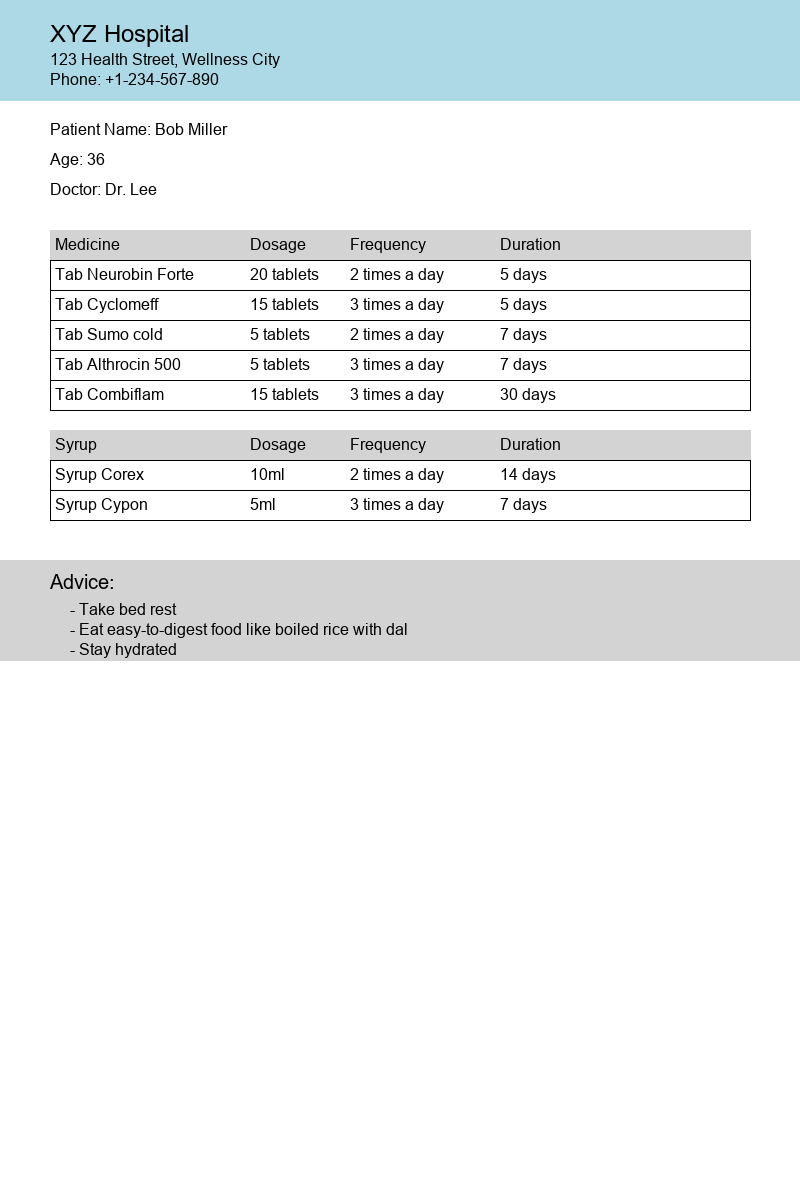 XYZ Hospital
123 Health Street, Wellness City
Phone: +1-234-567-890
Patient Name: Bob Miller
Age: 36
Doctor: Dr. Lee
Medicine Dosage Frequency Duration
Tab Neurobin Forte 20 tablets 2 times a day 5 days
Tab Cyclomeff 15 tablets 3 times a day 5 days
Tab Sumo cold 5 tablets 2 times a day 7 days
Tab Althrocin 500 5 tablets 3 times a day 7 days
Tab Combiflam 15 tablets 3 times a day 30 days
Syrup Dosage Frequency Duration
Syrup Corex 10ml 2 times a day 14 days
Syrup Cypon 5ml 3 times a day 7 days
Advice:
- Take bed rest
- Eat easy-to-digest food like boiled rice with dal
- Stay hydrated